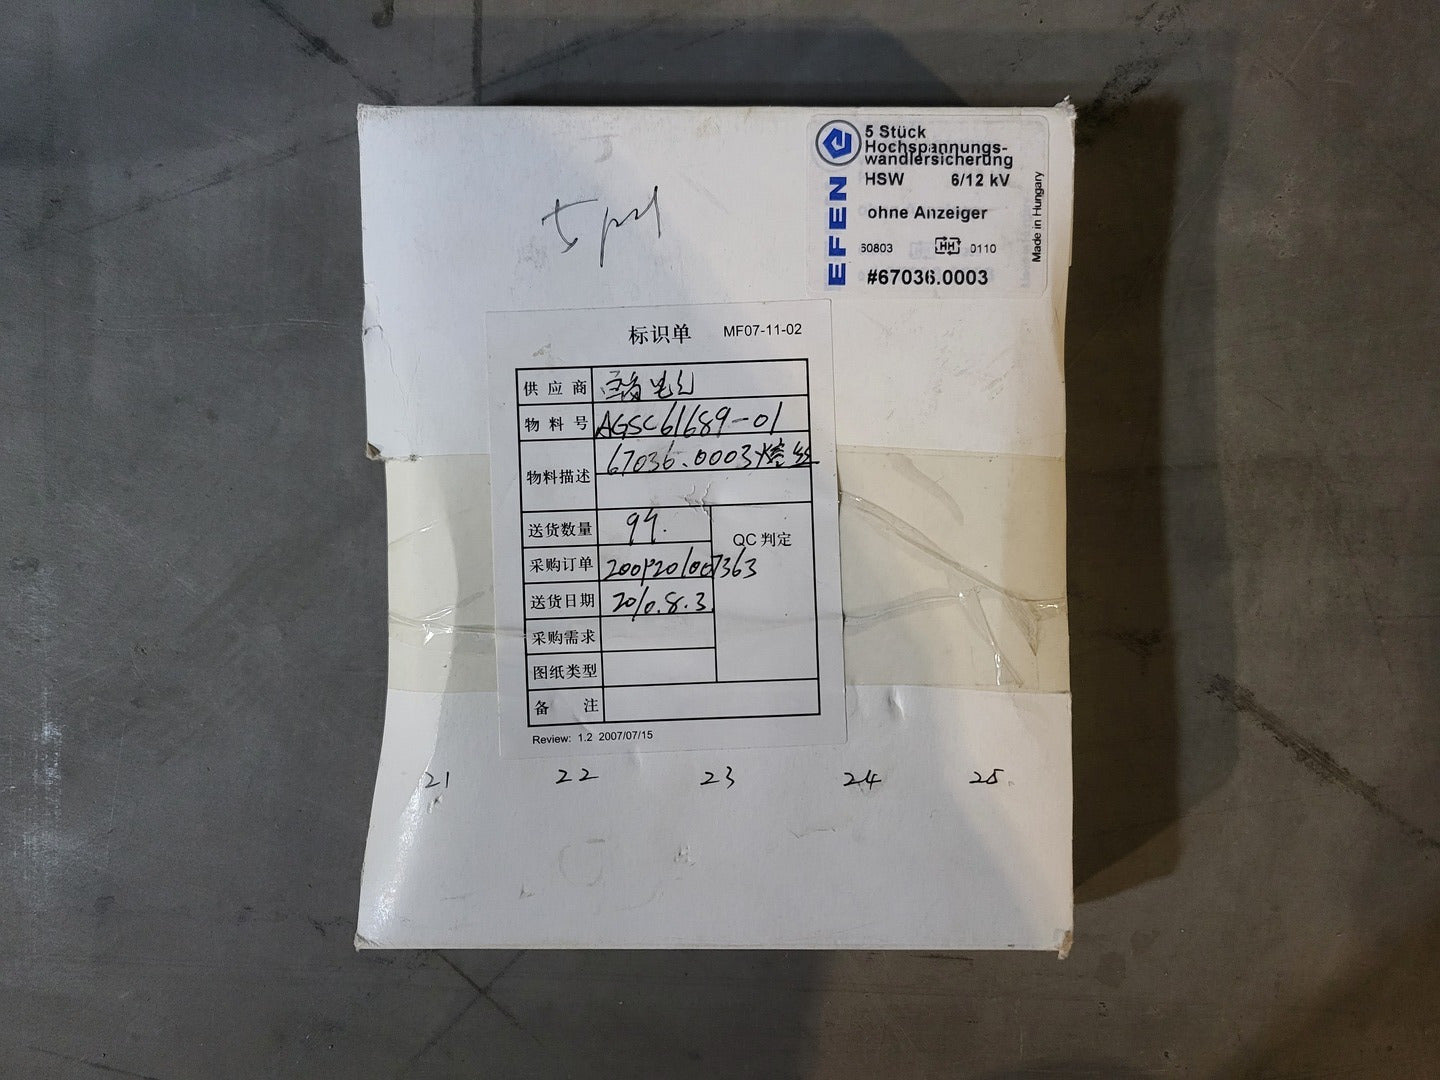 5 Stück
Hochspannungs-
wandlersicherung
HSW 6/12 kV
ohne Anzeiger
60803 HH 0110
#67036.0003
EFEN
Made in Hungary
标识单 MF07-11-02
供应商
物料号 AGSC61689-01
物料描述 67036.0003熔丝
送货数量
QC 判定
采购订单 200P201007363
送货日期 2010.8.3
采购需求
图纸类型
备注
Review: 1.2 2007/07/15
21 22 23 24 25